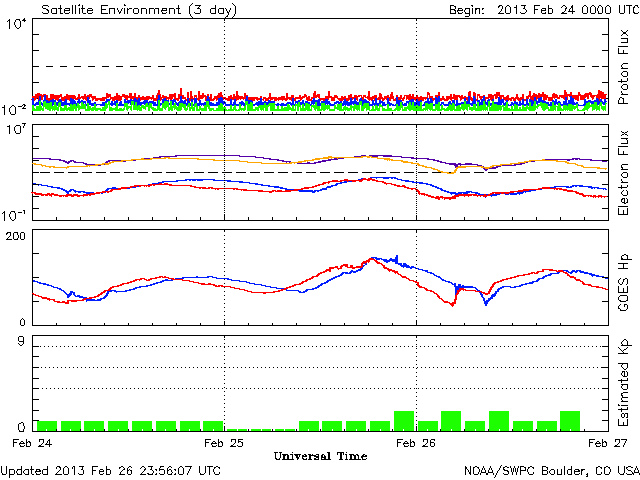 Satellite Environment (3 day) Begin: 2013 Feb 24 0000 UTC
10^4
10^-2
Proton Flux
10^7
10^-1
Electron Flux
200
0
GOES Hp
9
0
Estimated Kp
Feb 24 Feb 25 Feb 26 Feb 27
Universal Time
Updated 2013 Feb 26 23:56:07 UTC NOAA/SWPC Boulder, CO USA